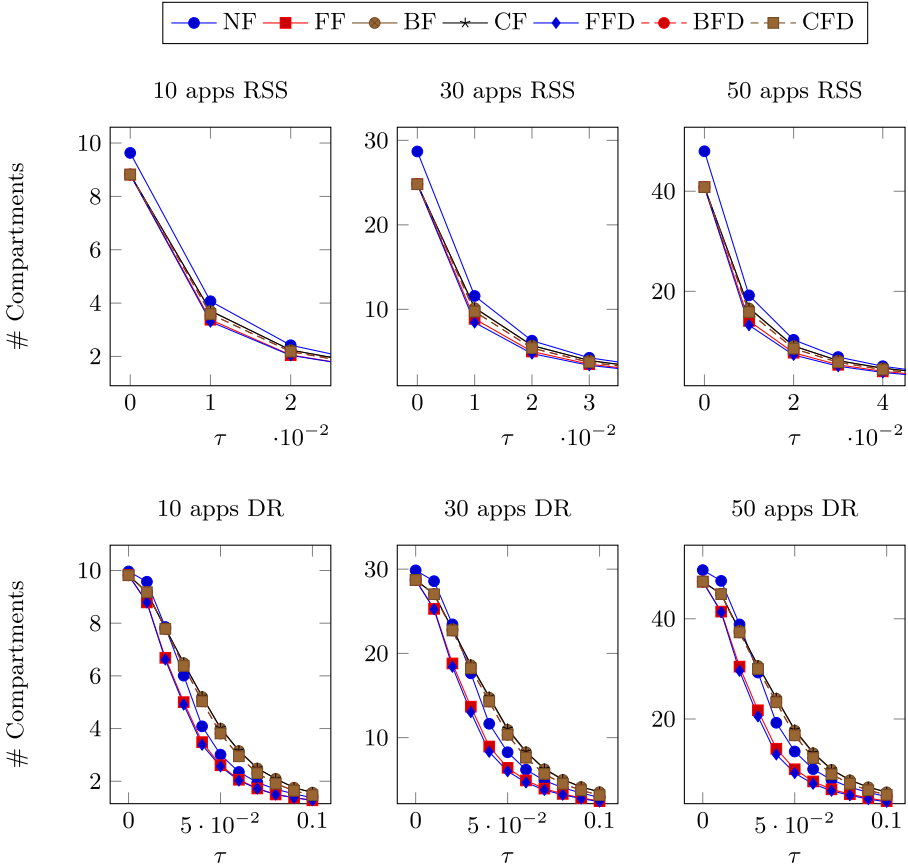 NF FF BF CF FFD BFD CFD
10 apps RSS 30 apps RSS 50 apps RSS
# Compartments
10
8
6
4
2
0 1 2
τ ·10⁻²
30
20
10
0 1 2 3
τ ·10⁻²
40
20
0 2 4
τ ·10⁻²
10 apps DR 30 apps DR 50 apps DR
# Compartments
10
8
6
4
2
0 5·10⁻² 0.1
τ
30
20
10
0 5·10⁻² 0.1
τ
40
20
0 5·10⁻² 0.1
τ